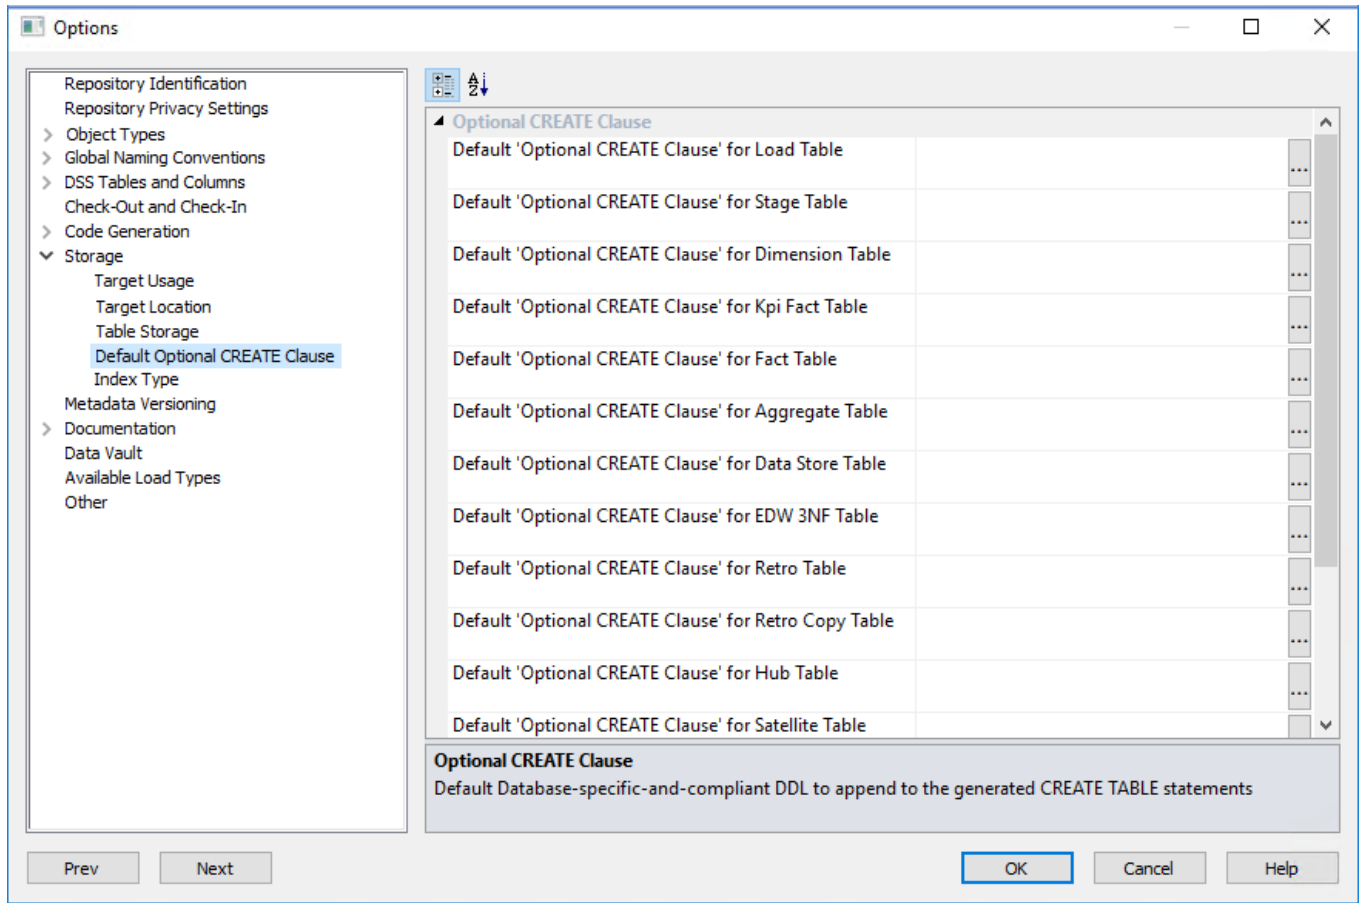 Options
Repository Identification
Repository Privacy Settings
Object Types
Global Naming Conventions
DSS Tables and Columns
Check-Out and Check-In
Code Generation
Storage
Target Usage
Target Location
Table Storage
Default Optional CREATE Clause
Index Type
Metadata Versioning
Documentation
Data Vault
Available Load Types
Other
Optional CREATE Clause
Default 'Optional CREATE Clause' for Load Table
...
Default 'Optional CREATE Clause' for Stage Table
...
Default 'Optional CREATE Clause' for Dimension Table
...
Default 'Optional CREATE Clause' for Kpi Fact Table
...
Default 'Optional CREATE Clause' for Fact Table
...
Default 'Optional CREATE Clause' for Aggregate Table
...
Default 'Optional CREATE Clause' for Data Store Table
...
Default 'Optional CREATE Clause' for EDW 3NF Table
...
Default 'Optional CREATE Clause' for Retro Table
...
Default 'Optional CREATE Clause' for Retro Copy Table
...
Default 'Optional CREATE Clause' for Hub Table
...
Default 'Optional CREATE Clause' for Satellite Table
Optional CREATE Clause
Default Database-specific-and-compliant DDL to append to the generated CREATE TABLE statements
Prev
Next
OK
Cancel
Help